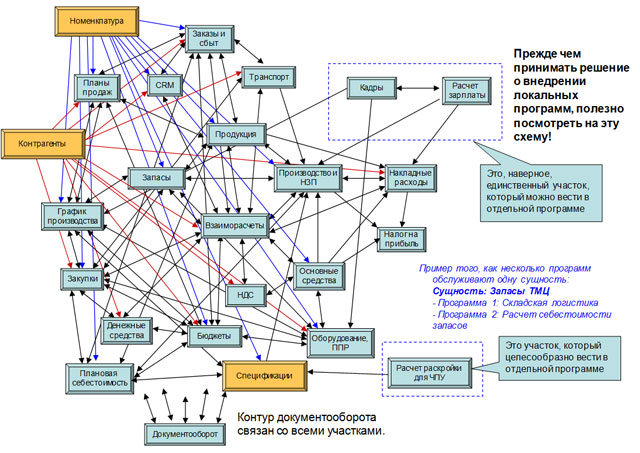 Номенклатура
Заказы и
сбыт
Планы
продаж
CRM
Транспорт
Кадры
Расчет
зарплаты
Прежде чем
принимать решение
о внедрении
локальных
программ, полезно
посмотреть на эту
схему!
Контрагенты
Продукция
Запасы
Производство и
НЗП
Накладные
расходы
Это, наверное,
единственный участок,
который можно вести в
отдельной программе
График
производства
Взаиморасчеты
Налог на
прибыль
Закупки
НДС
Основные
средства
Пример того, как несколько программ
обслуживают одну сущность:
Сущность: Запасы ТМЦ
- Программа 1: Складская логистика
- Программа 2: Расчет себестоимости
запасов
Денежные
средства
Бюджеты
Оборудование,
ППР
Это участок, который
целесообразно вести в
отдельной программе
Плановая
себестоимость
Спецификации
Расчет раскройки
для ЧПУ
Контур документооборота
связан со всеми участками.
Документооборот